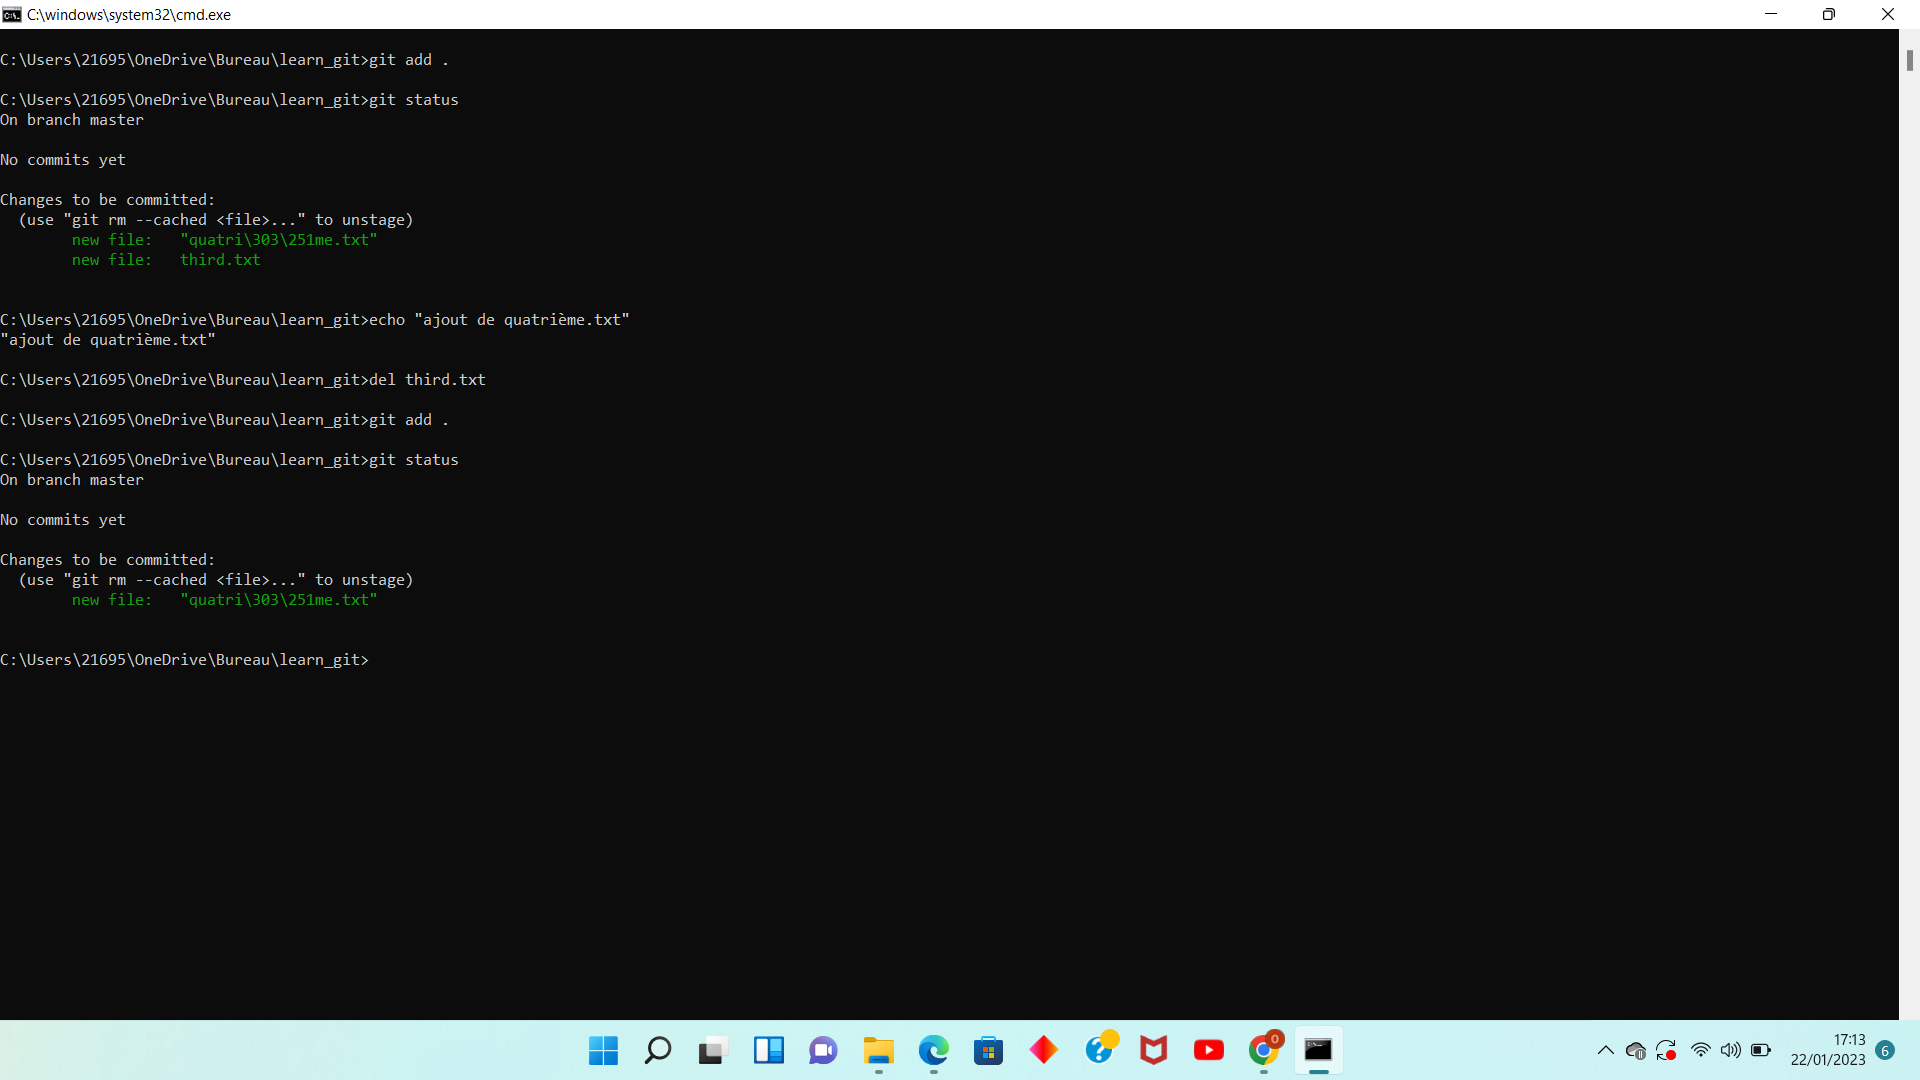 C:\windows\system32\cmd.exe
C:\Users\21695\OneDrive\Bureau\learn_git>git add .
C:\Users\21695\OneDrive\Bureau\learn_git>git status
On branch master
No commits yet
Changes to be committed:
  (use "git rm --cached <file>..." to unstage)
        new file:   "quatri\303\251me.txt"
        new file:   third.txt
C:\Users\21695\OneDrive\Bureau\learn_git>echo "ajout de quatrième.txt"
"ajout de quatrième.txt"
C:\Users\21695\OneDrive\Bureau\learn_git>del third.txt
C:\Users\21695\OneDrive\Bureau\learn_git>git add .
C:\Users\21695\OneDrive\Bureau\learn_git>git status
On branch master
No commits yet
Changes to be committed:
  (use "git rm --cached <file>..." to unstage)
        new file:   "quatri\303\251me.txt"
C:\Users\21695\OneDrive\Bureau\learn_git>
0
17:13
22/01/2023
6